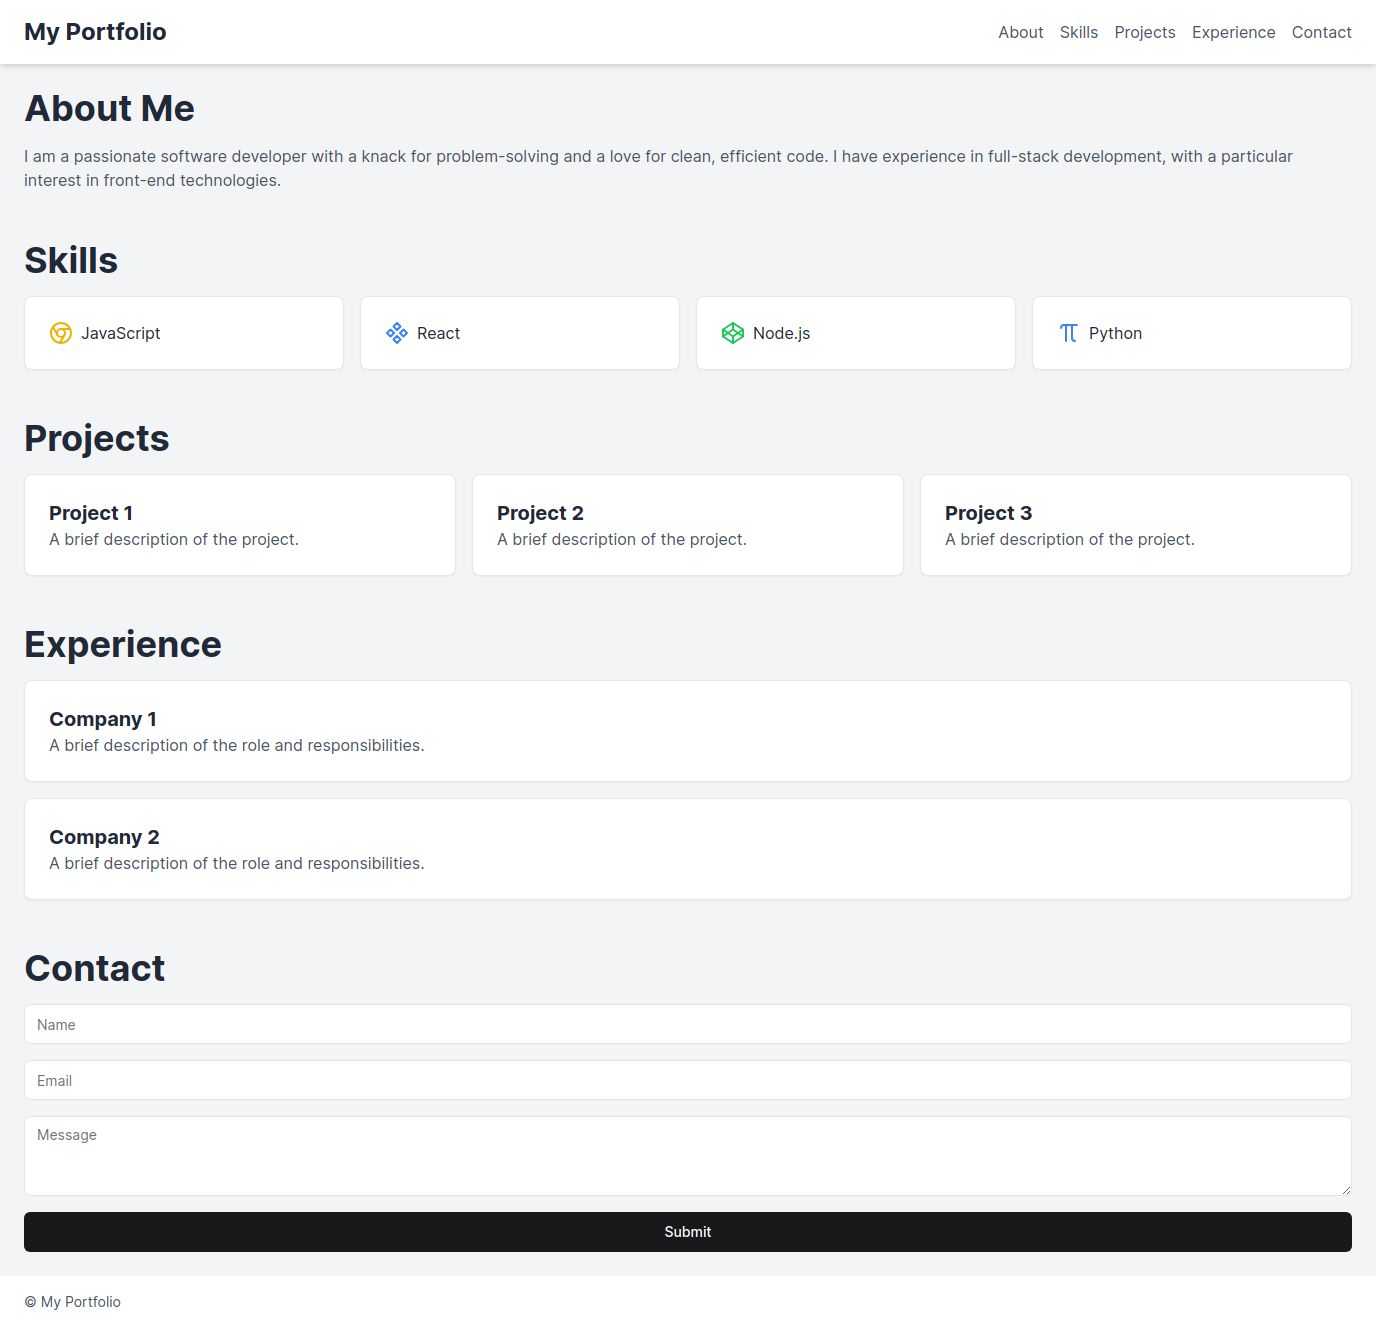 My Portfolio
About Skills Projects Experience Contact
About Me
I am a passionate software developer with a knack for problem-solving and a love for clean, efficient code. I have experience in full-stack development, with a particular
interest in front-end technologies.
Skills
JavaScript
React
Node.js
Python
Projects
Project 1
A brief description of the project.
Project 2
A brief description of the project.
Project 3
A brief description of the project.
Experience
Company 1
A brief description of the role and responsibilities.
Company 2
A brief description of the role and responsibilities.
Contact
Name
Email
Message
Submit
© My Portfolio